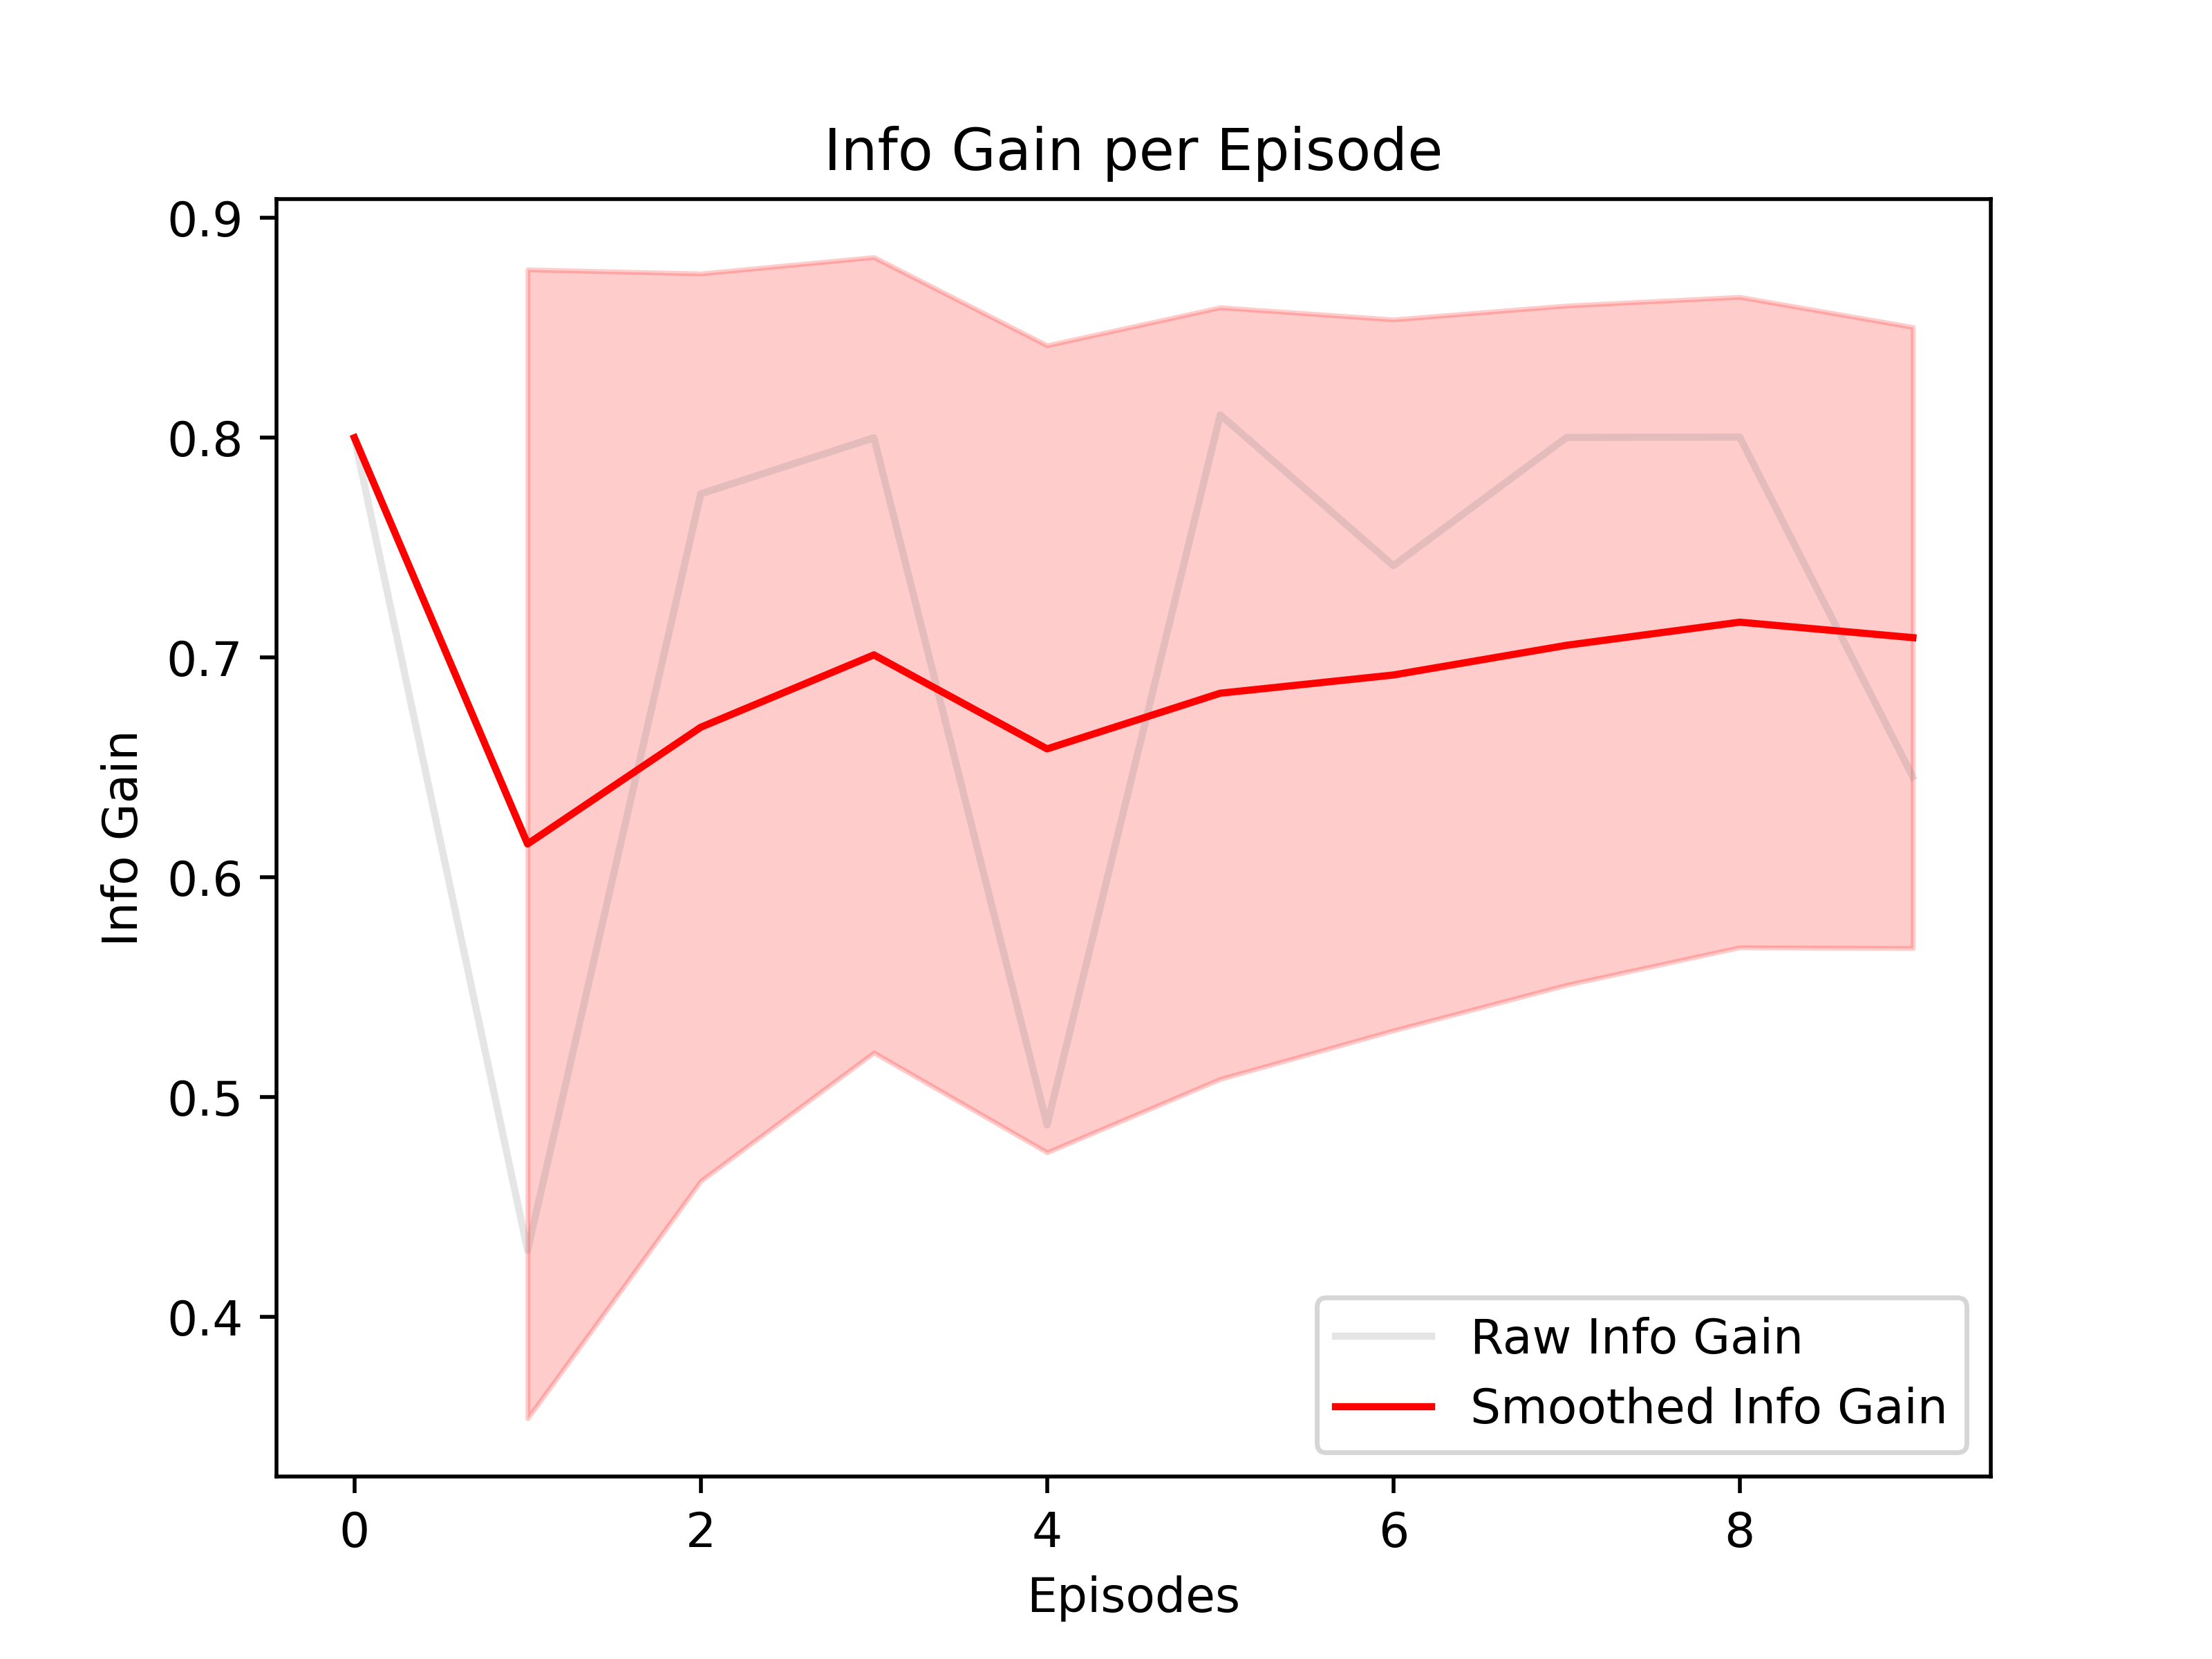 Info Gain per Episode
0.9
0.8
0.7
0.6
0.5
0.4
Info Gain
Raw Info Gain
Smoothed Info Gain
0 2 4 6 8
Episodes